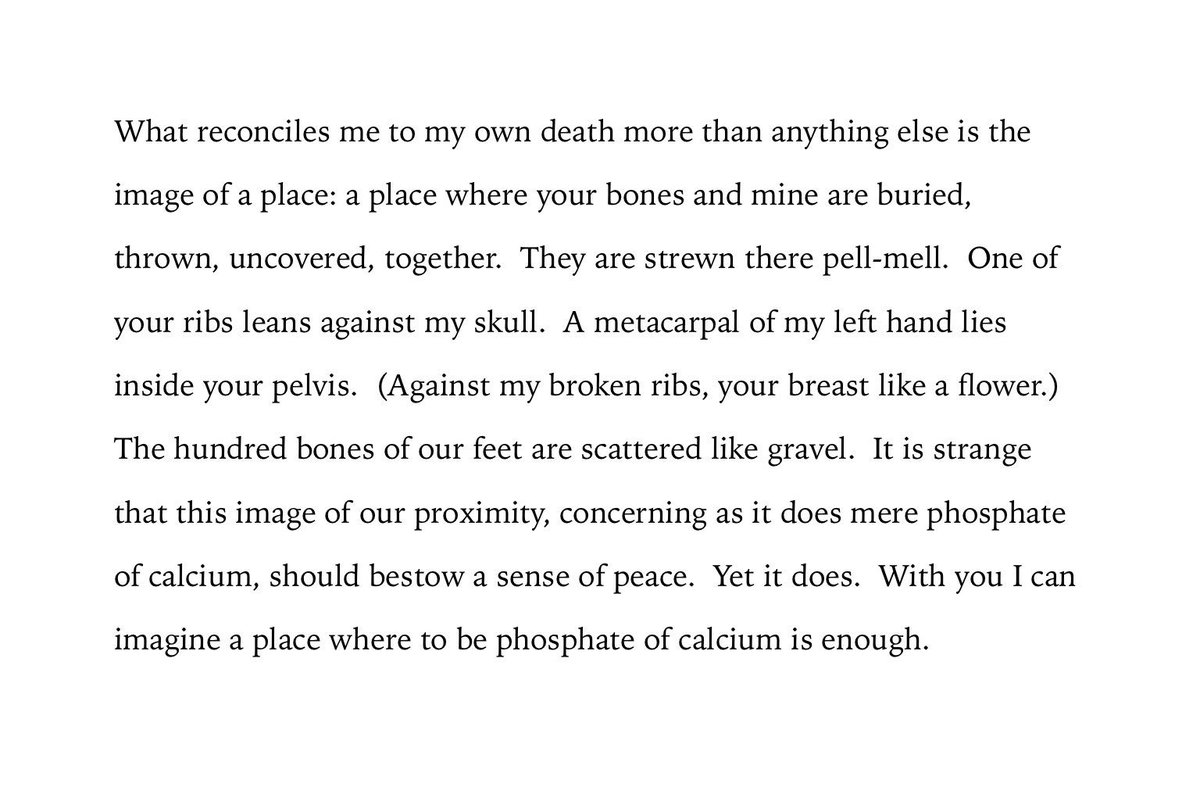 What reconciles me to my own death more than anything else is the
image of a place: a place where your bones and mine are buried,
thrown, uncovered, together.  They are strewn there pell-mell.  One of
your ribs leans against my skull.  A metacarpal of my left hand lies
inside your pelvis.  (Against my broken ribs, your breast like a flower.)
The hundred bones of our feet are scattered like gravel.  It is strange
that this image of our proximity, concerning as it does mere phosphate
of calcium, should bestow a sense of peace.  Yet it does.  With you I can
imagine a place where to be phosphate of calcium is enough.